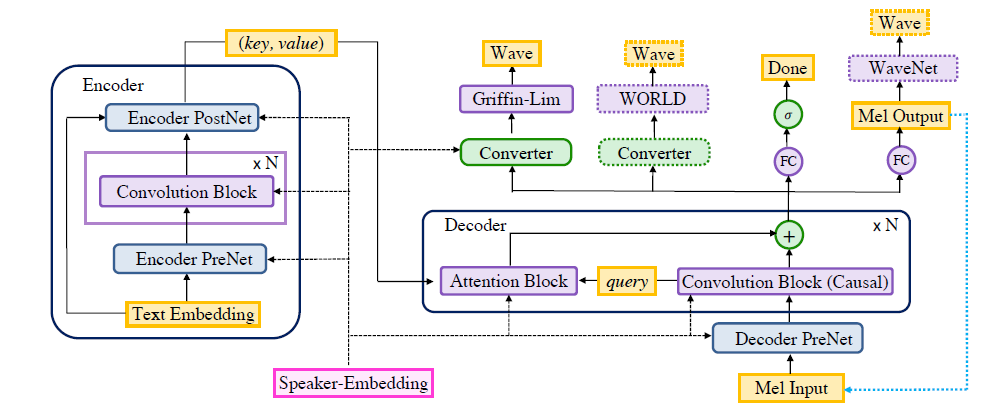 (key, value)
Wave
Wave
Wave
Done
WaveNet
Encoder
Griffin-Lim
WORLD
Encoder PostNet
σ
Mel Output
x N
Converter
Converter
FC
FC
Convolution Block
Decoder
x N
+
Encoder PreNet
Attention Block
query
Convolution Block (Causal)
Text Embedding
Decoder PreNet
Speaker-Embedding
Mel Input